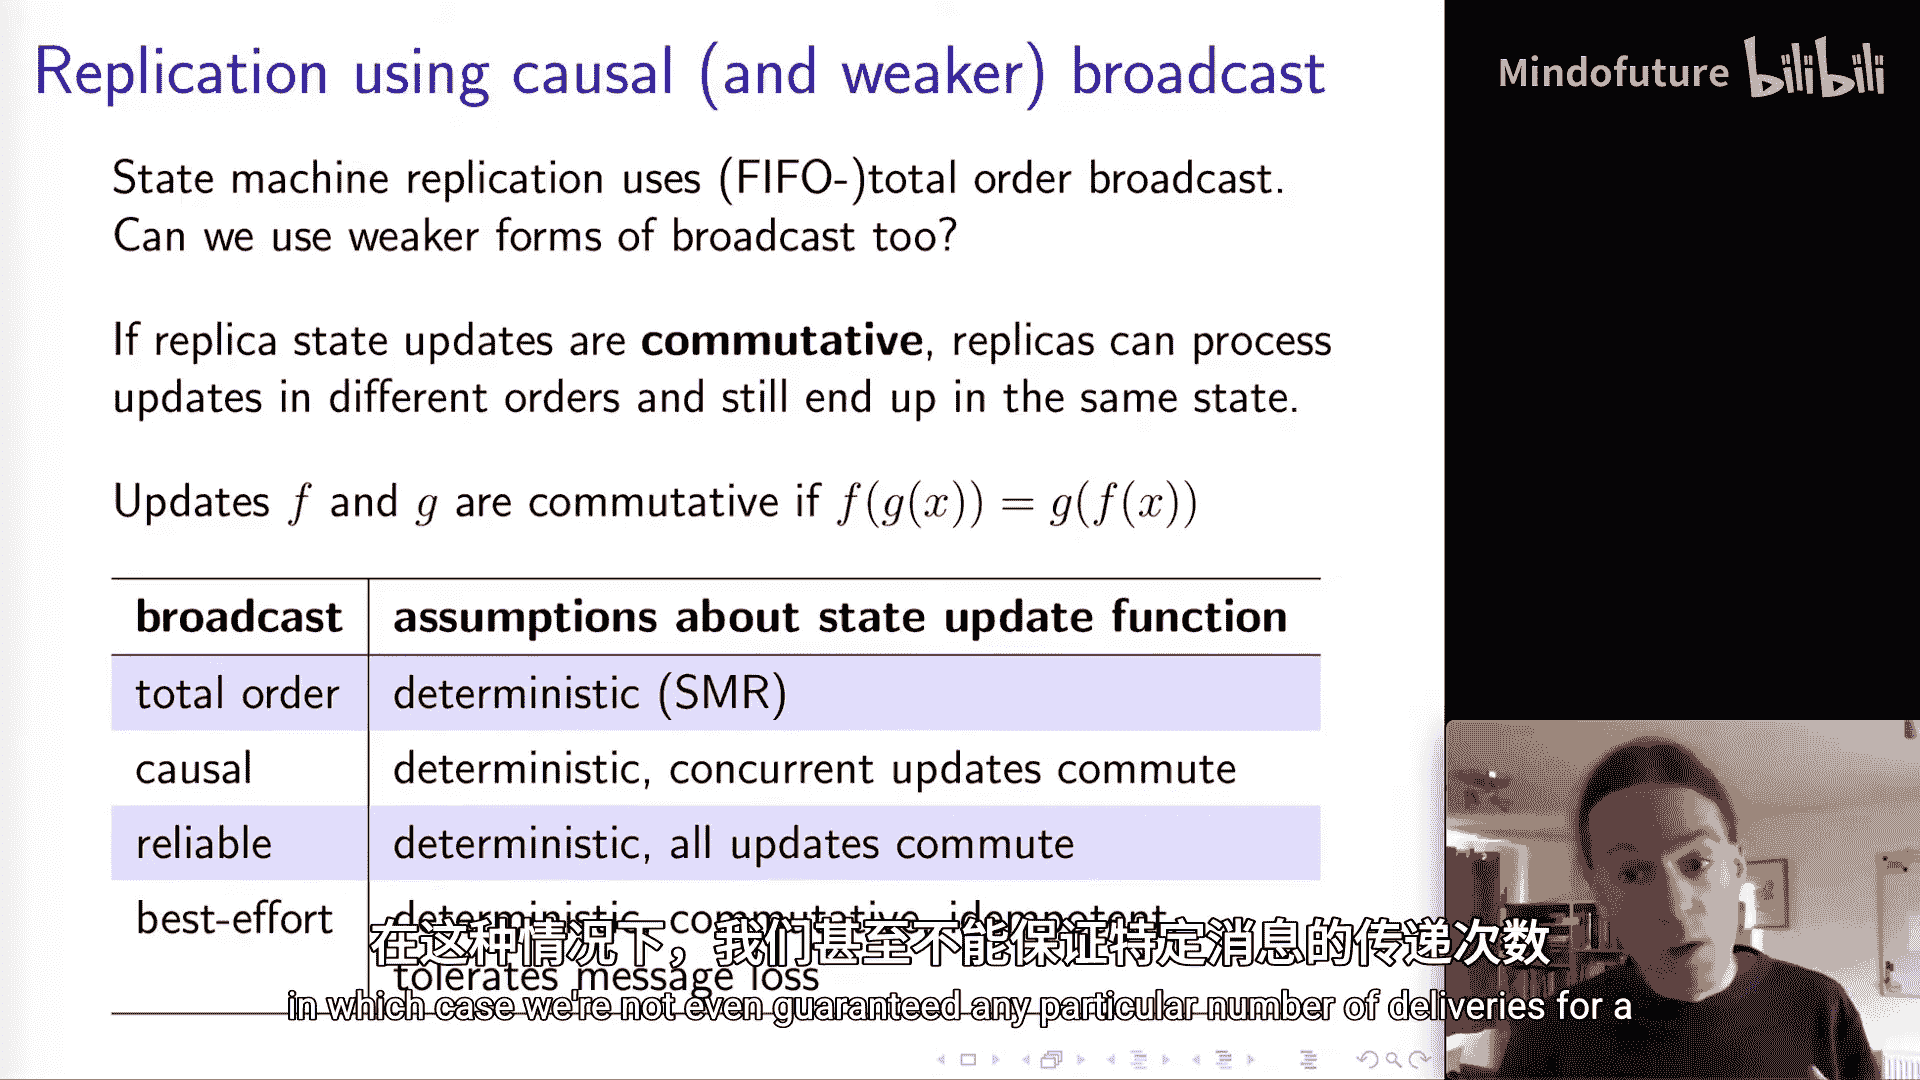 Replication using causal (and weaker) broadcast
Mindofuture bilibili
State machine replication uses (FIFO-)total order broadcast.
Can we use weaker forms of broadcast too?
If replica state updates are commutative, replicas can process
updates in different orders and still end up in the same state.
Updates f and g are commutative if f(g(x)) = g(f(x))
broadcast assumptions about state update function
total order deterministic (SMR)
causal deterministic, concurrent updates commute
reliable deterministic, all updates commute
best-effort deterministic, commutative, idempotent,
在这种情况下，我们甚至不能保证特定消息的传递次数
tolerates message loss
in which case we're not even guaranteed any particular number of deliveries for a